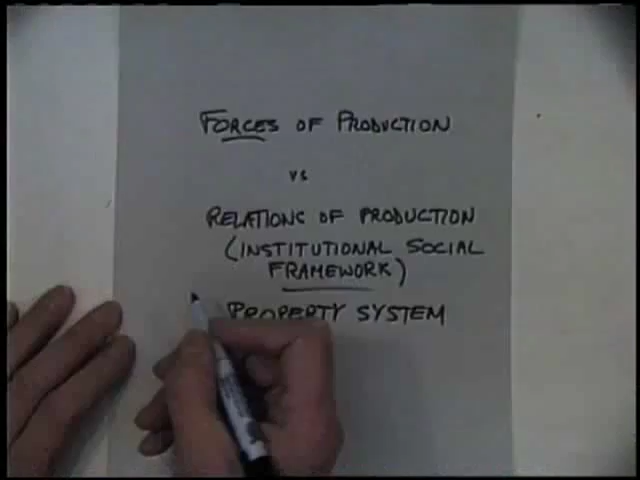 FORCES OF PRODUCTION
vs
RELATIONS OF PRODUCTION
(INSTITUTIONAL SOCIAL
FRAMEWORK)
PROPERTY SYSTEM